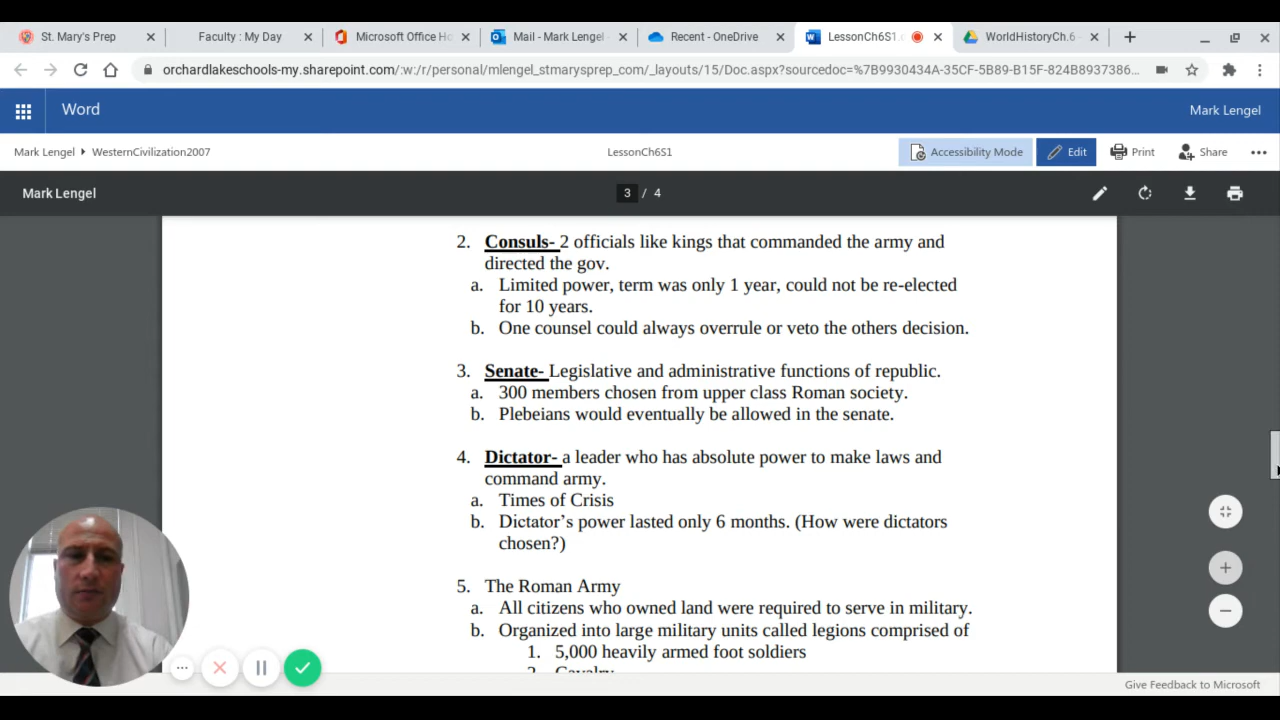 St. Mary's Prep
Faculty : My Day
Microsoft Office Ho
Mail - Mark Lengel -
Recent - OneDrive
LessonCh6S1.
WorldHistoryCh.6 -
orchardlakeschools-my.sharepoint.com/:w:/r/personal/mlengel_stmarysprep_com/_layouts/15/Doc.aspx?sourcedoc=%7B9930434A-35CF-5B89-B15F-824B8937386...
Word
Mark Lengel
Mark Lengel ▸ WesternCivilization2007
LessonCh6S1
Accessibility Mode
Edit
Print
Share
Mark Lengel
3 / 4
2. Consuls- 2 officials like kings that commanded the army and
directed the gov.
a. Limited power, term was only 1 year, could not be re-elected
for 10 years.
b. One counsel could always overrule or veto the others decision.
3. Senate- Legislative and administrative functions of republic.
a. 300 members chosen from upper class Roman society.
b. Plebeians would eventually be allowed in the senate.
4. Dictator- a leader who has absolute power to make laws and
command army.
a. Times of Crisis
b. Dictator's power lasted only 6 months. (How were dictators
chosen?)
5. The Roman Army
a. All citizens who owned land were required to serve in military.
b. Organized into large military units called legions comprised of
1. 5,000 heavily armed foot soldiers
2. Cavalry
Give Feedback to Microsoft